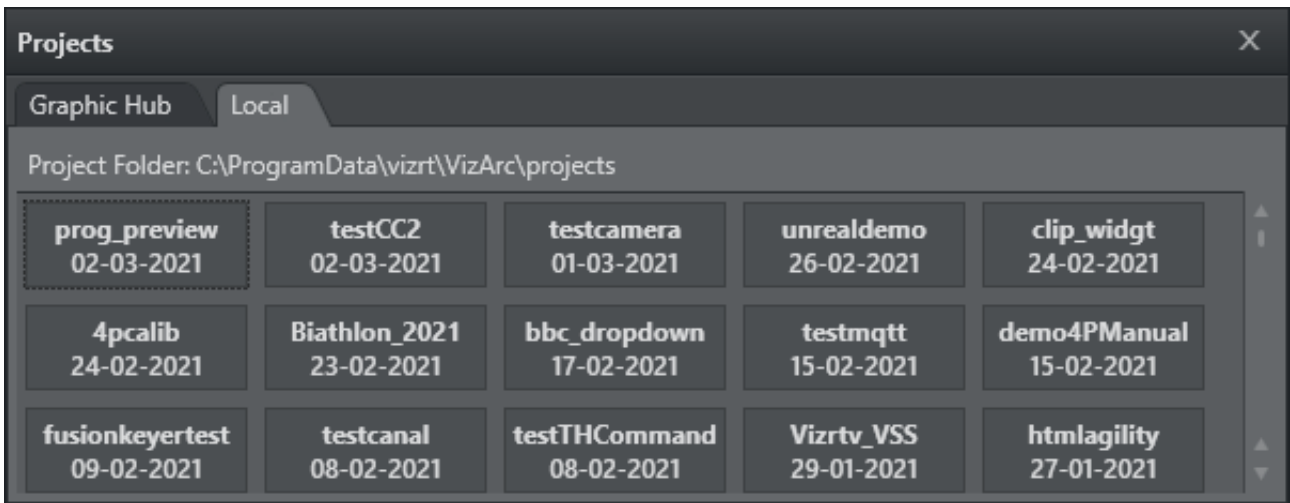 Projects
Graphic Hub Local
Project Folder: C:\ProgramData\vizrt\VizArc\projects
prog_preview testCC2 testcamera unrealdemo clip_widgt
02-03-2021 02-03-2021 01-03-2021 26-02-2021 24-02-2021
4pcalib Biathlon_2021 bbc_dropdown testmqtt demo4PManual
24-02-2021 23-02-2021 17-02-2021 15-02-2021 15-02-2021
fusionkeyertest testcanal testTHCommand Vizrtv_VSS htmlagility
09-02-2021 08-02-2021 08-02-2021 29-01-2021 27-01-2021